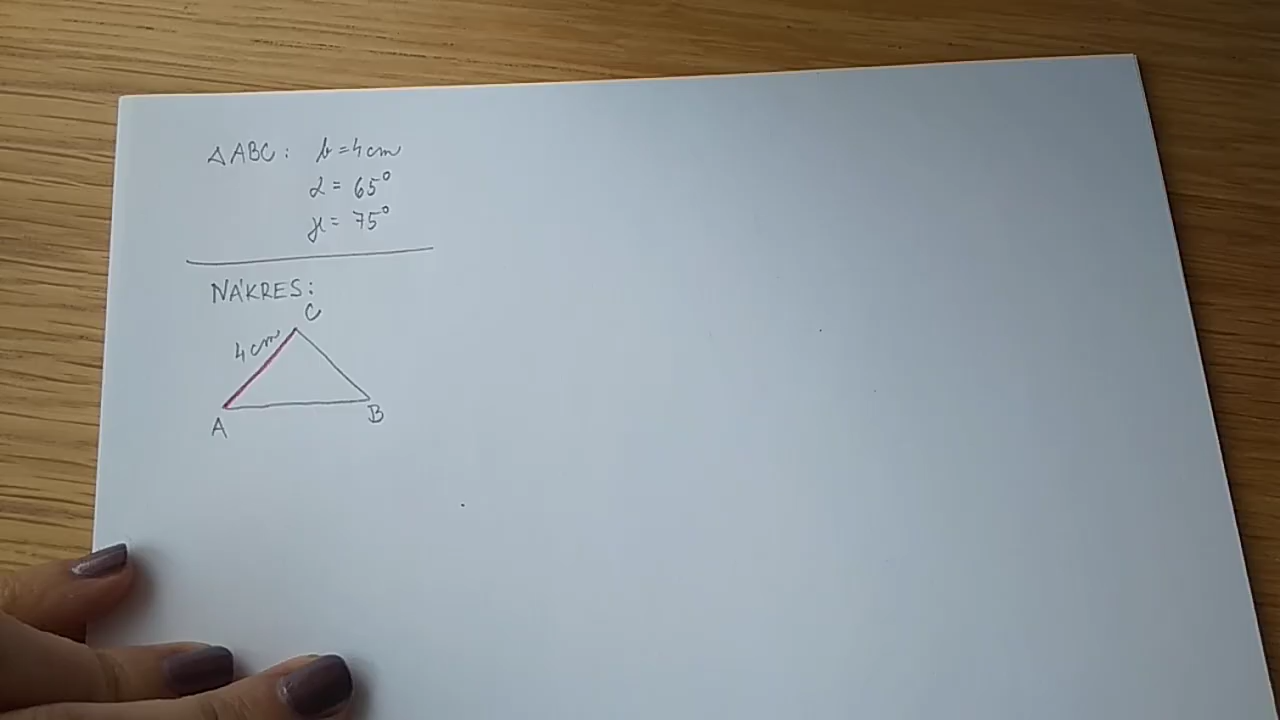 △ABC: b = 4 cm
α = 65°
γ = 75°
NÁKRES:
C
4 cm
A
B